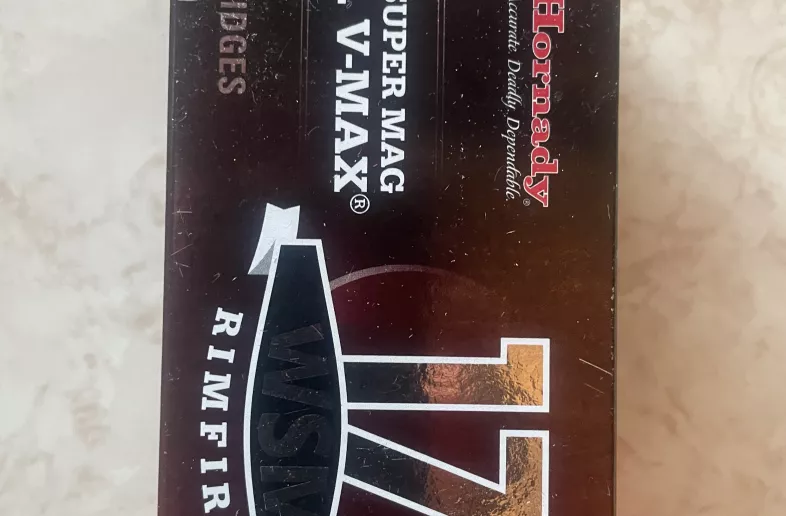 Hornady®
Accurate. Deadly. Dependable.
SUPER MAG
V-MAX®
17
WSM
RIMFIR
IDGES